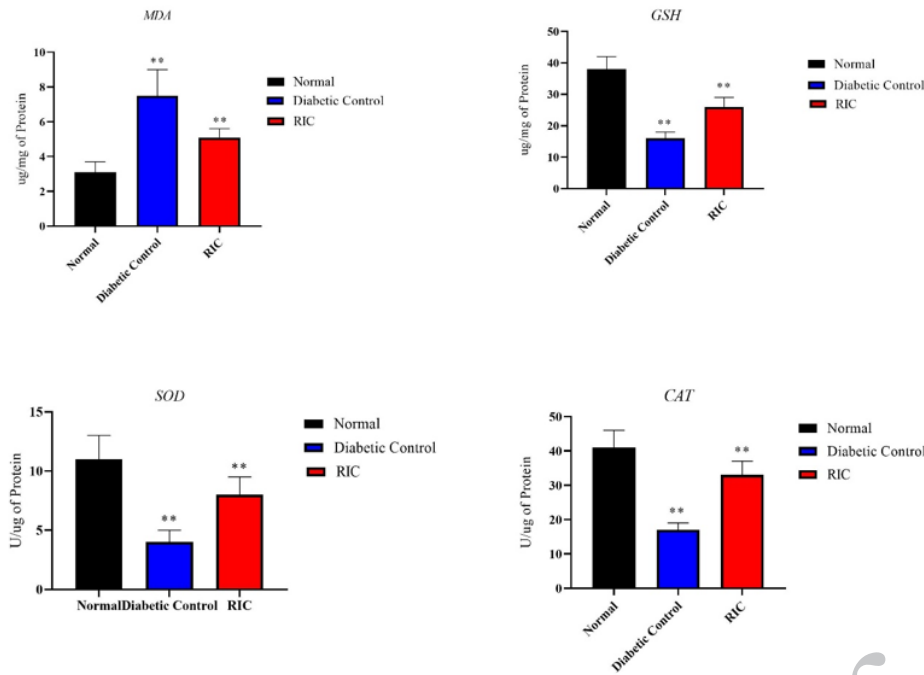 MDA
10
8
6
4
2
0
ug/mg of Protein
**
**
Normal
Diabetic Control
RIC
Normal
Diabetic Control
RIC
GSH
50
40
30
20
10
0
ug/mg of Protein
**
**
Normal
Diabetic Control
RIC
Normal
Diabetic Control
RIC
SOD
15
10
5
0
U/ug of Protein
**
**
Normal
Diabetic Control
RIC
Normal Diabetic Control RIC
CAT
50
40
30
20
10
0
U/ug of Protein
**
**
Normal
Diabetic Control
RIC
Normal
Diabetic Control
RIC